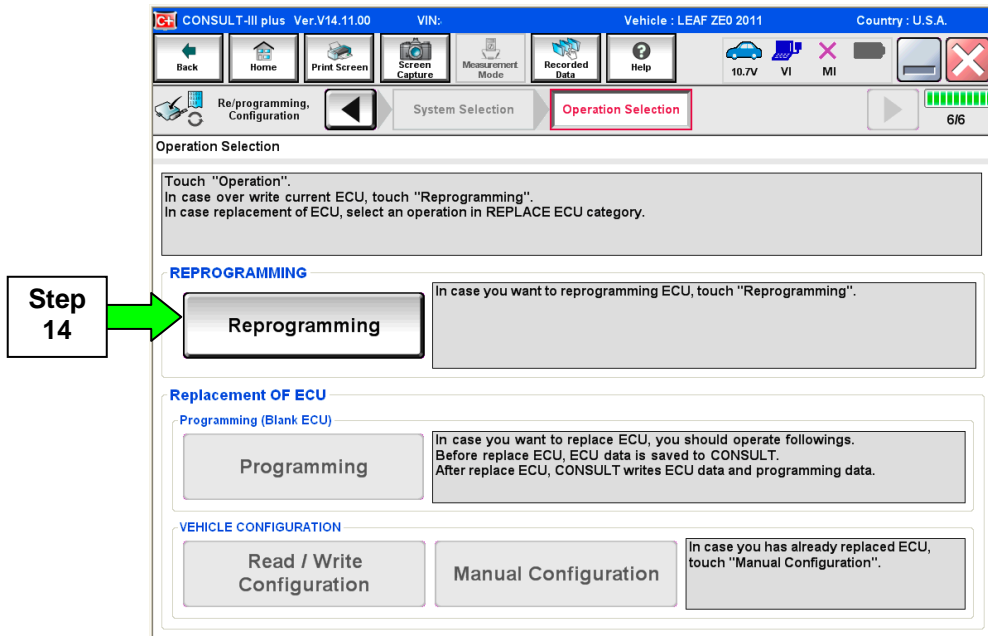 CONSULT-III plus Ver.V14.11.00 VIN:- Vehicle : LEAF ZE0 2011 Country : U.S.A.
Back
Home
Print Screen
Screen Capture
Measurement Mode
Recorded Data
Help
10.7V
VI
MI
Re/programming,
Configuration
System Selection
Operation Selection
6/6
Operation Selection
Touch "Operation".
In case over write current ECU, touch "Reprogramming".
In case replacement of ECU, select an operation in REPLACE ECU category.
REPROGRAMMING
Step
14
Reprogramming
In case you want to reprogramming ECU, touch "Reprogramming".
Replacement OF ECU
Programming (Blank ECU)
Programming
In case you want to replace ECU, you should operate followings.
Before replace ECU, ECU data is saved to CONSULT.
After replace ECU, CONSULT writes ECU data and programming data.
VEHICLE CONFIGURATION
Read / Write
Configuration
Manual Configuration
In case you has already replaced ECU,
touch "Manual Configuration".